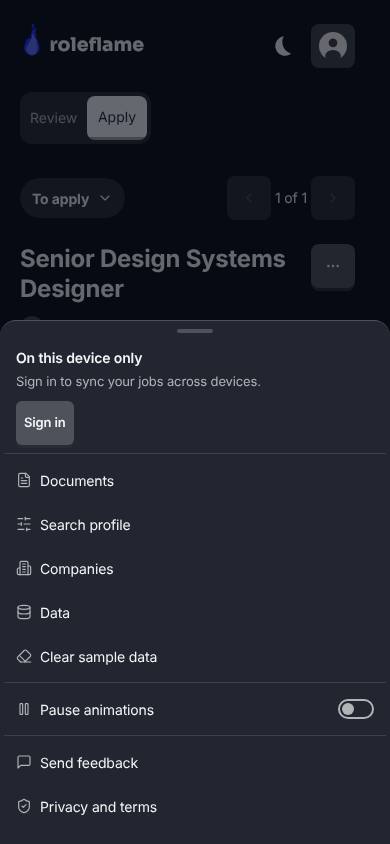 roleflame
Review
Apply
To apply
1 of 1
Senior Design Systems
Designer
On this device only
Sign in to sync your jobs across devices.
Sign in
Documents
Search profile
Companies
Data
Clear sample data
Pause animations
Send feedback
Privacy and terms